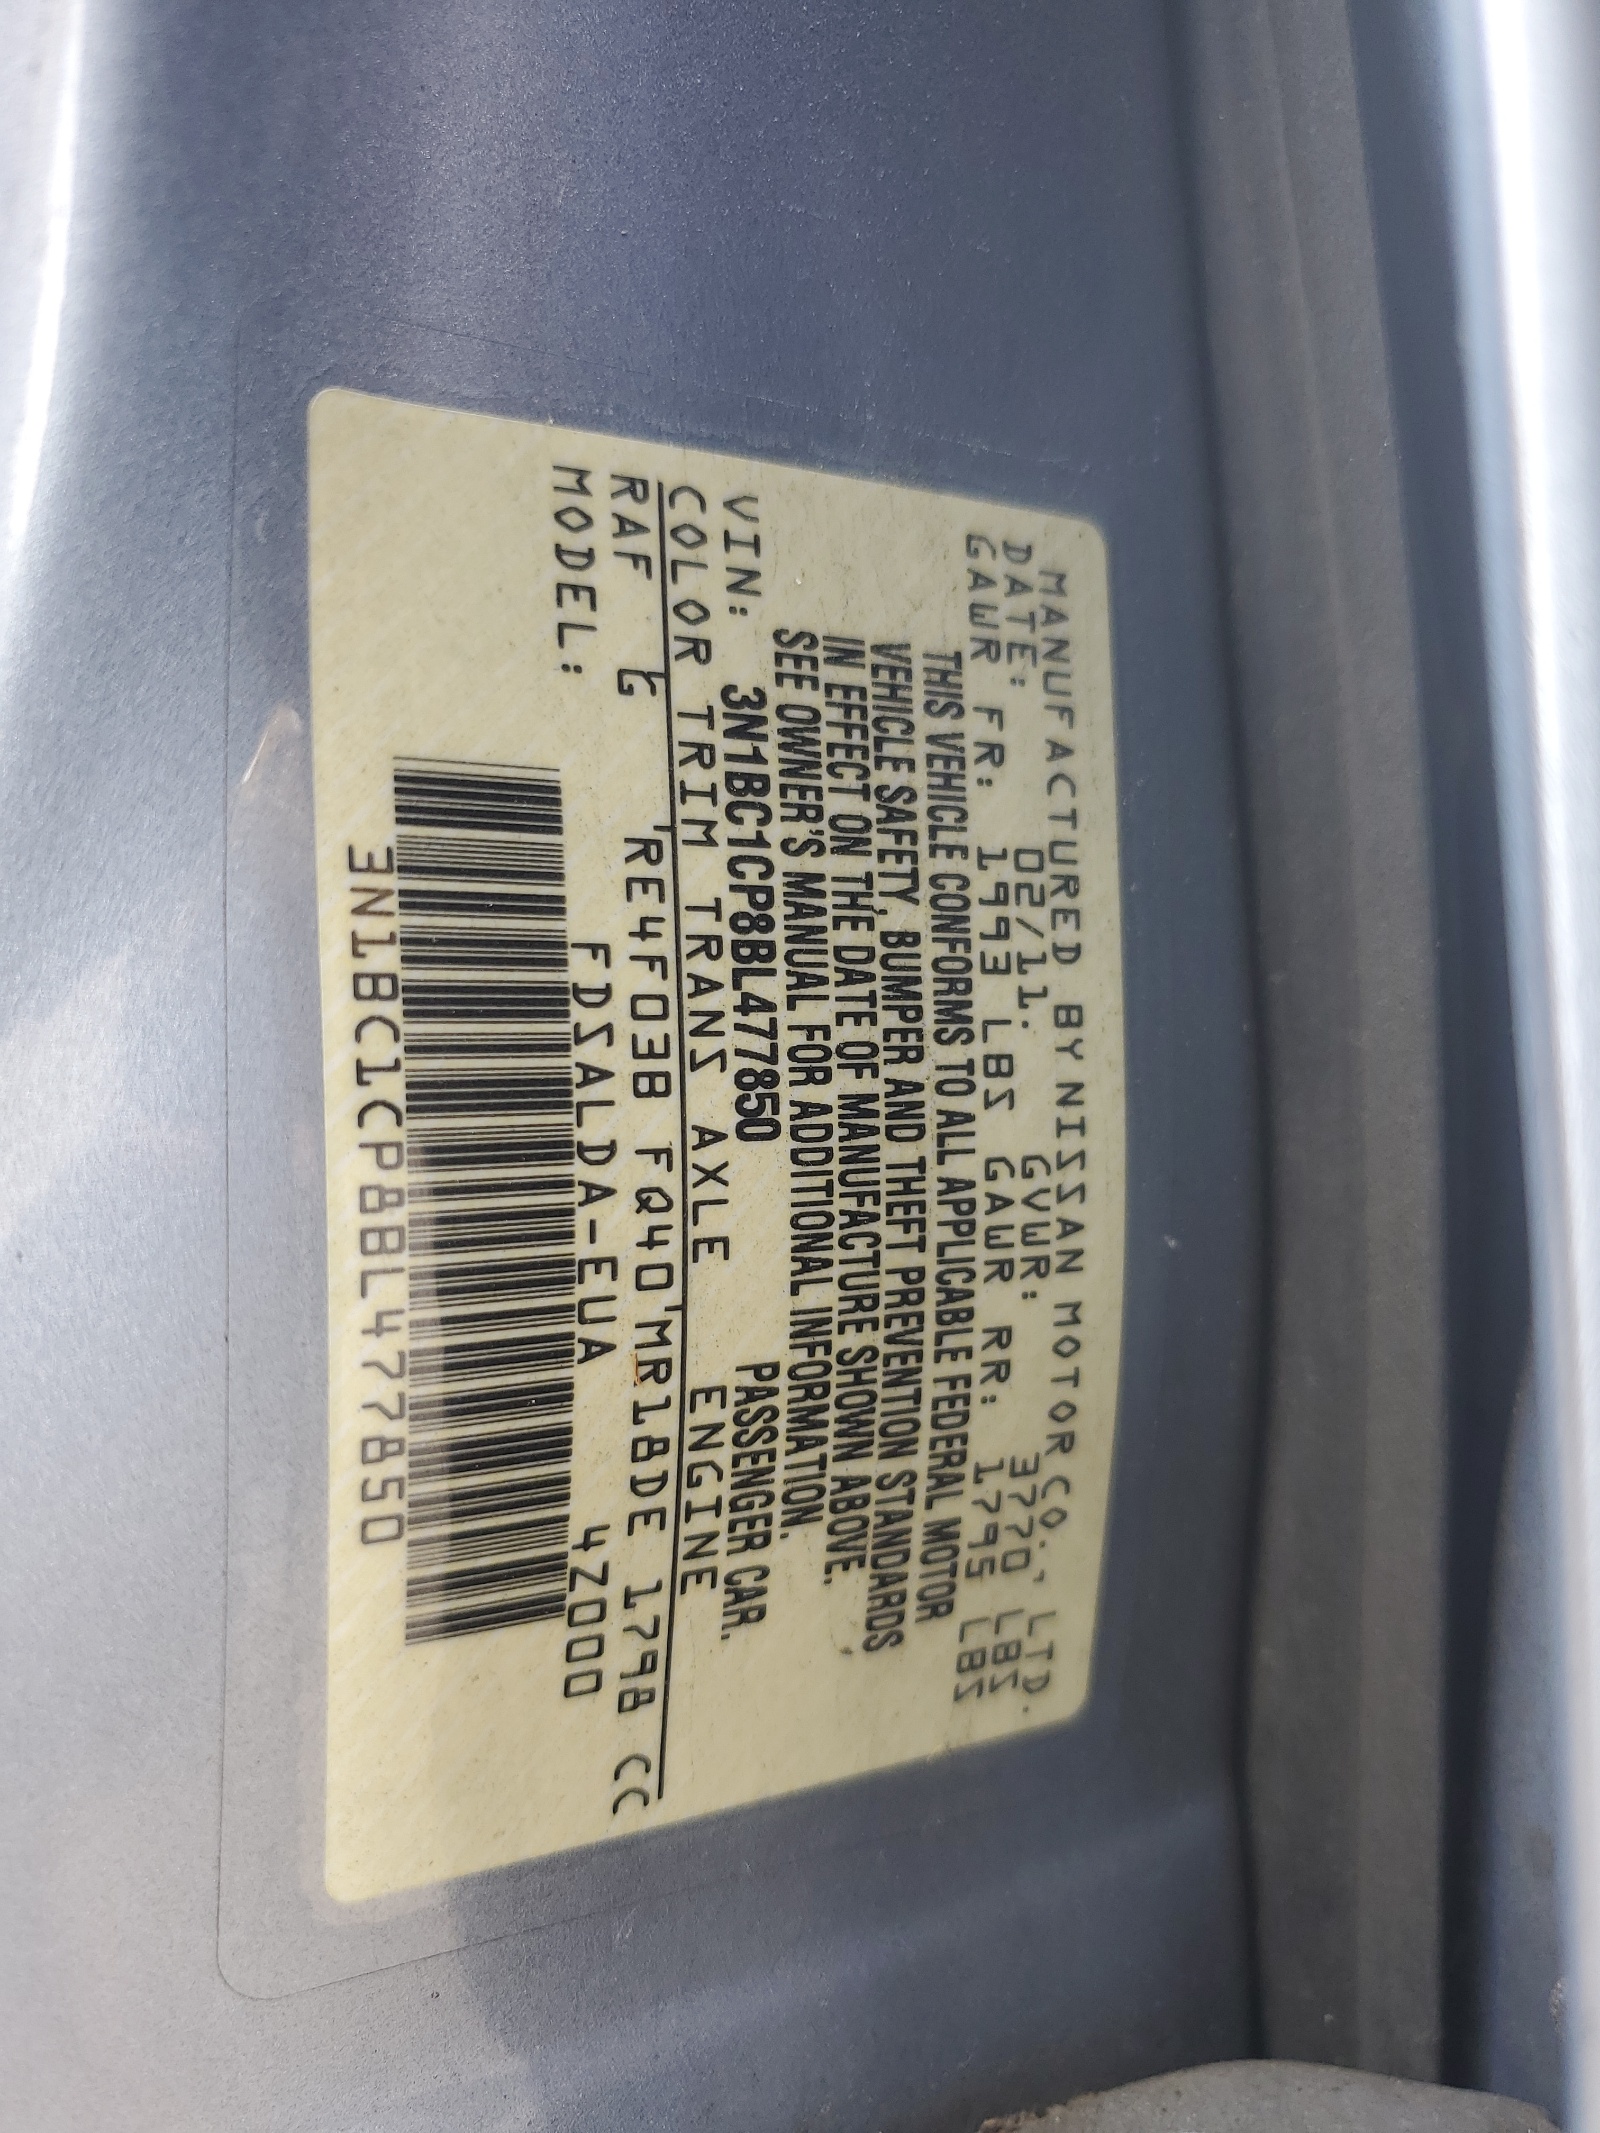 MANUFACTURED BY NISSAN MOTOR CO., LTD.
DATE: 02/11. GVWR: 3770 LBS
GAWR FR: 1993 LBS GAWR RR: 1795 LBS
THIS VEHICLE CONFORMS TO ALL APPLICABLE FEDERAL MOTOR
VEHICLE SAFETY, BUMPER AND THEFT PREVENTION STANDARDS
IN EFFECT ON THE DATE OF MANUFACTURE SHOWN ABOVE.
SEE OWNER'S MANUAL FOR ADDITIONAL INFORMATION.
VIN: 3N1BC1CP8BL477850 PASSENGER CAR.
COLOR TRIM TRANS AXLE ENGINE
RAF G RE4F03B FQ40 MR18DE 1798 CC
MODEL: FDSALDA-EUA 4Z000
3N1BC1CP8BL477850